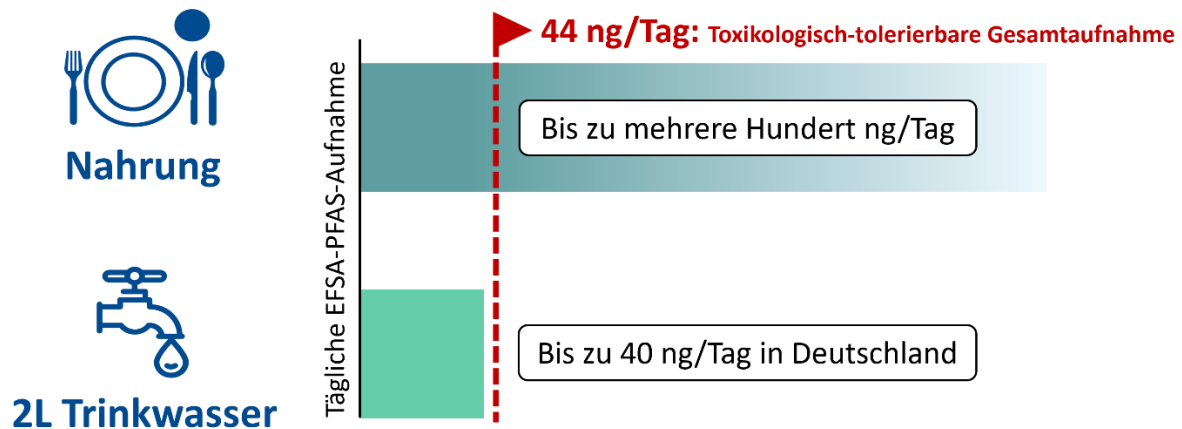 44 ng/Tag: Toxikologisch-tolerierbare Gesamtaufnahme
Nahrung
Bis zu mehrere Hundert ng/Tag
Tägliche EFSA-PFAS-Aufnahme
2L Trinkwasser
Bis zu 40 ng/Tag in Deutschland